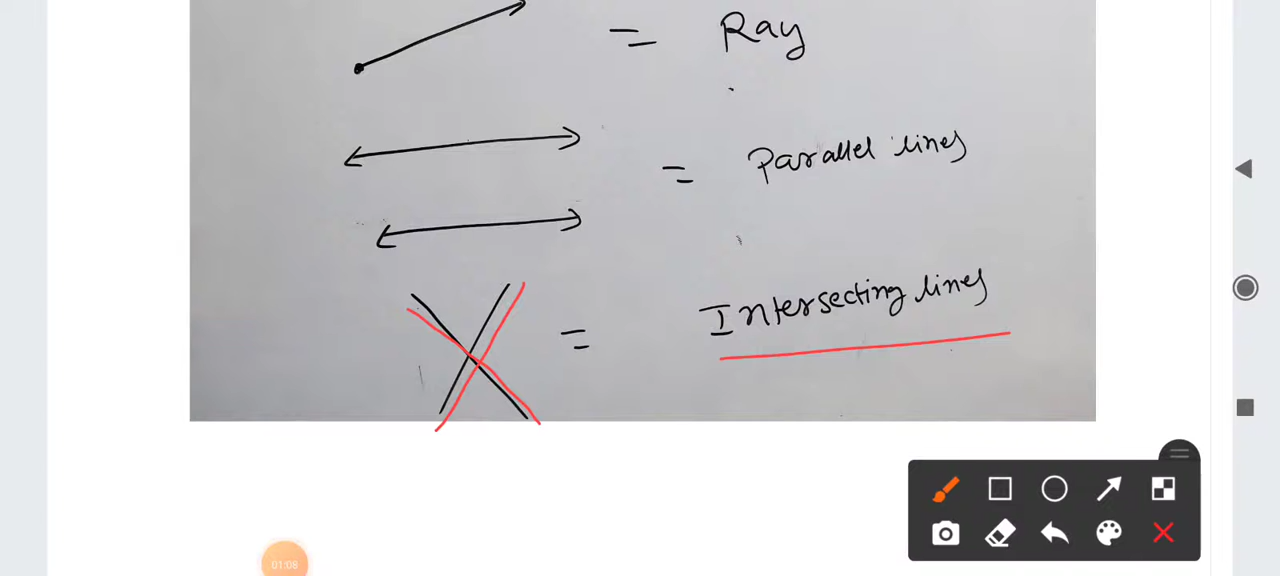 = Ray
= Parallel lines
= Intersecting lines
01:08